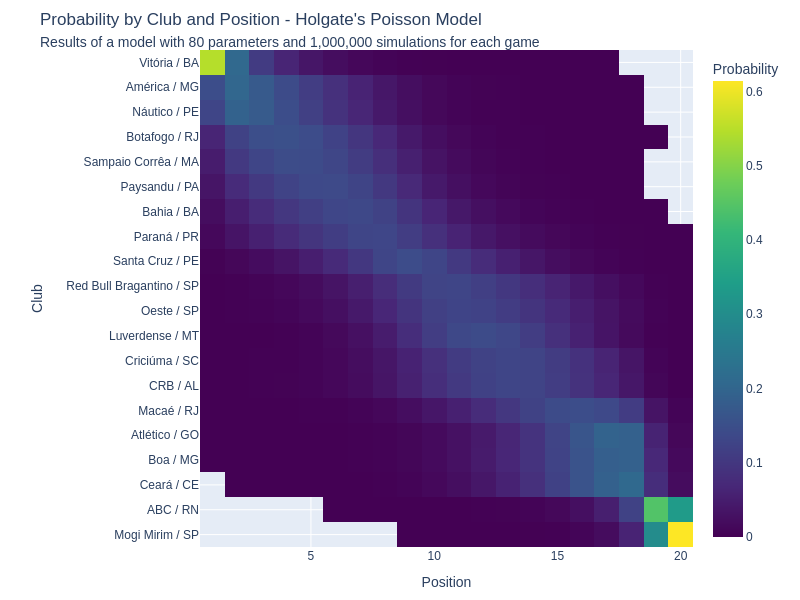 Probability by Club and Position - Holgate's Poisson Model
Results of a model with 80 parameters and 1,000,000 simulations for each game
Probability
Club
Vitória / BA
América / MG
Náutico / PE
Botafogo / RJ
Sampaio Corrêa / MA
Paysandu / PA
Bahia / BA
Paraná / PR
Santa Cruz / PE
Red Bull Bragantino / SP
Oeste / SP
Luverdense / MT
Criciúma / SC
CRB / AL
Macaé / RJ
Atlético / GO
Boa / MG
Ceará / CE
ABC / RN
Mogi Mirim / SP
0.6
0.5
0.4
0.3
0.2
0.1
0
5 10 15 20
Position